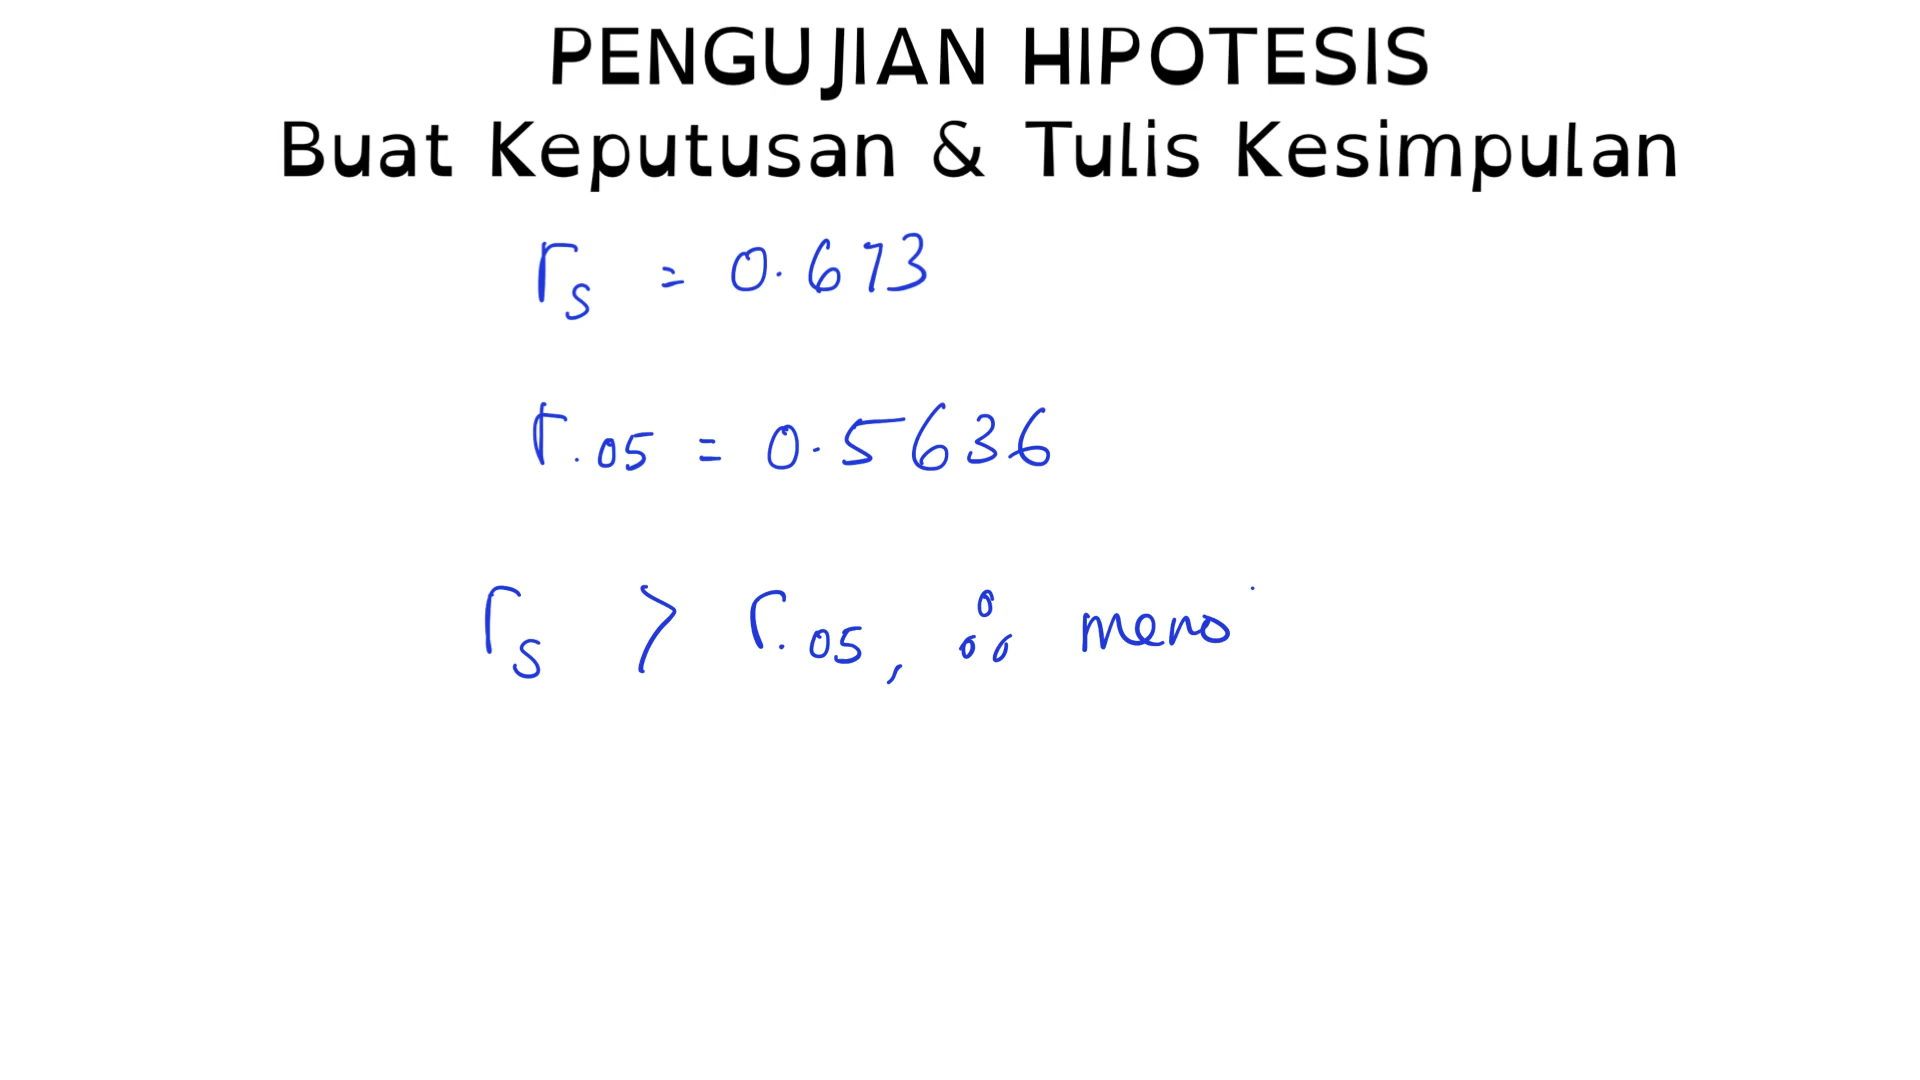 PENGUJIAN HIPOTESIS
Buat Keputusan & Tulis Kesimpulan
rs = 0.673
r.05 = 0.5636
rs > r.05, ∴ meno